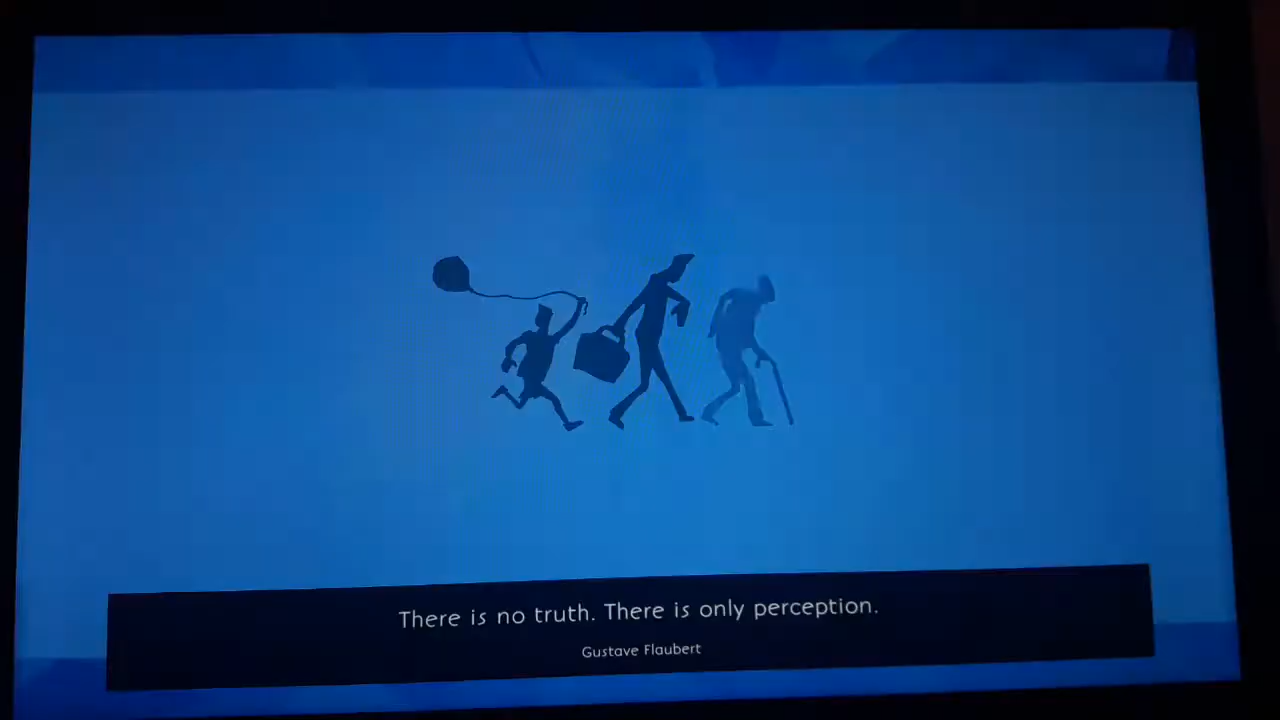 There is no truth. There is only perception.
Gustave Flaubert